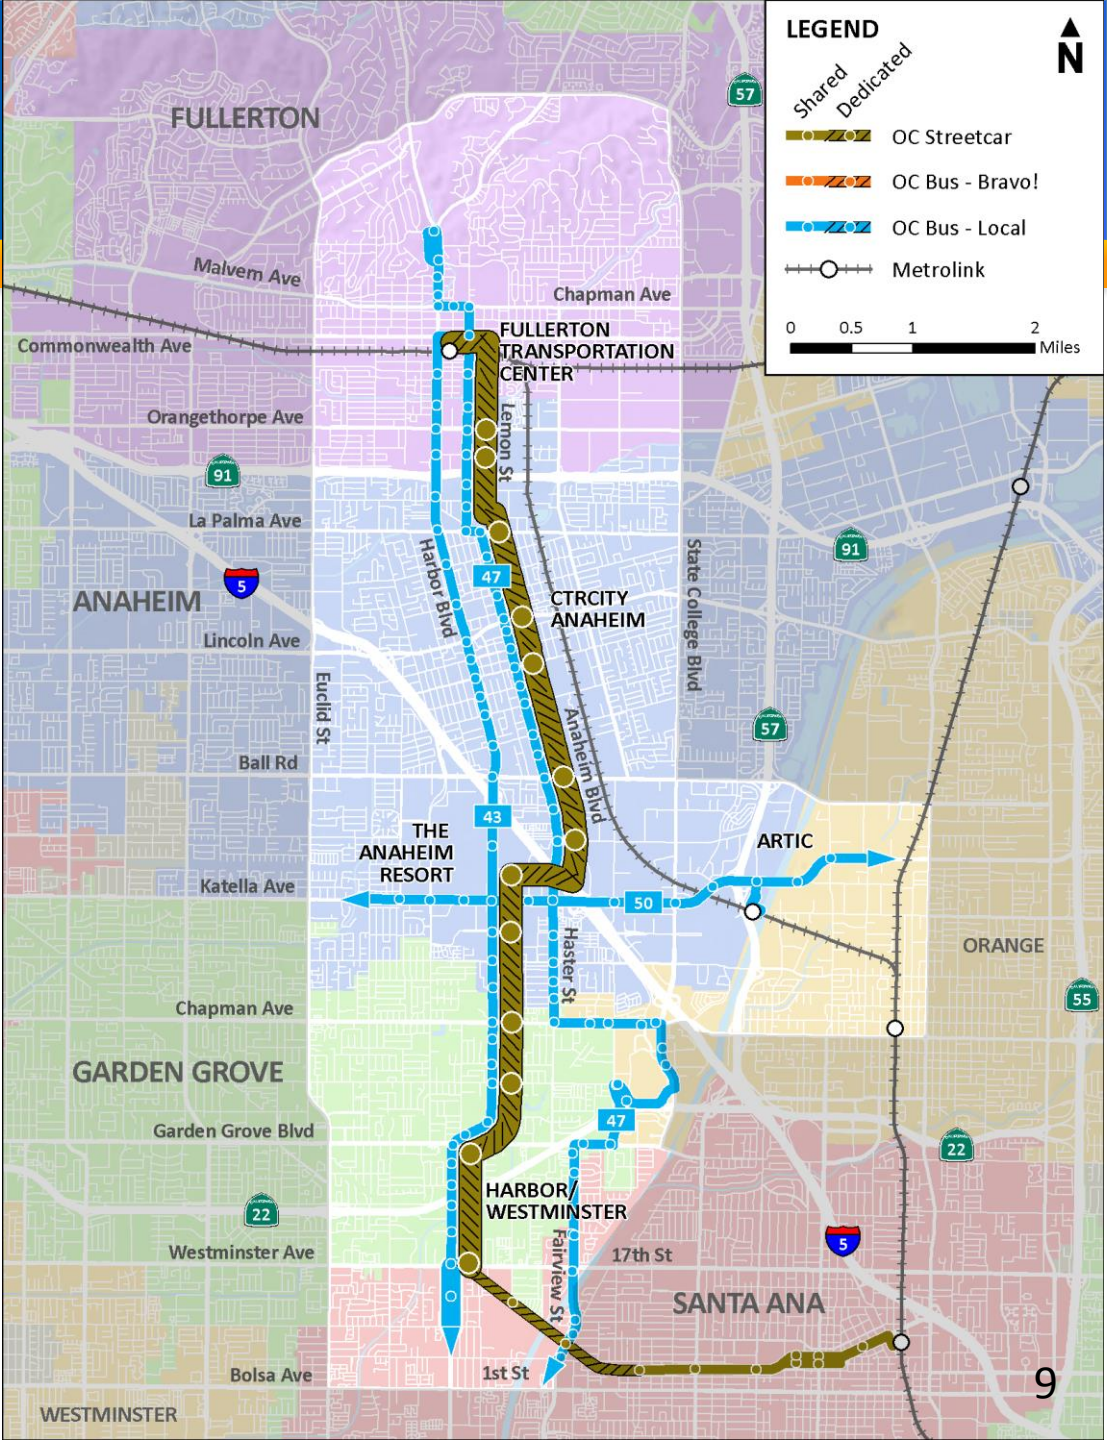 LEGEND
N
Shared
Dedicated
OC Streetcar
OC Bus - Bravo!
OC Bus - Local
Metrolink
0 0.5 1 2
Miles
57
FULLERTON
Malvern Ave
Chapman Ave
Commonwealth Ave
FULLERTON
TRANSPORTATION
CENTER
Orangethorpe Ave
Lemon St
91
La Palma Ave
Harbor Blvd
State College Blvd
91
5
47
ANAHEIM
CTRCITY
ANAHEIM
Lincoln Ave
Euclid St
Anaheim Blvd
57
Ball Rd
43
THE
ANAHEIM
RESORT
ARTIC
Katella Ave
50
Haster St
ORANGE
55
Chapman Ave
GARDEN GROVE
47
Garden Grove Blvd
22
HARBOR/
WESTMINSTER
22
Fairview St
Westminster Ave
17th St
5
SANTA ANA
Bolsa Ave
1st St
9
WESTMINSTER